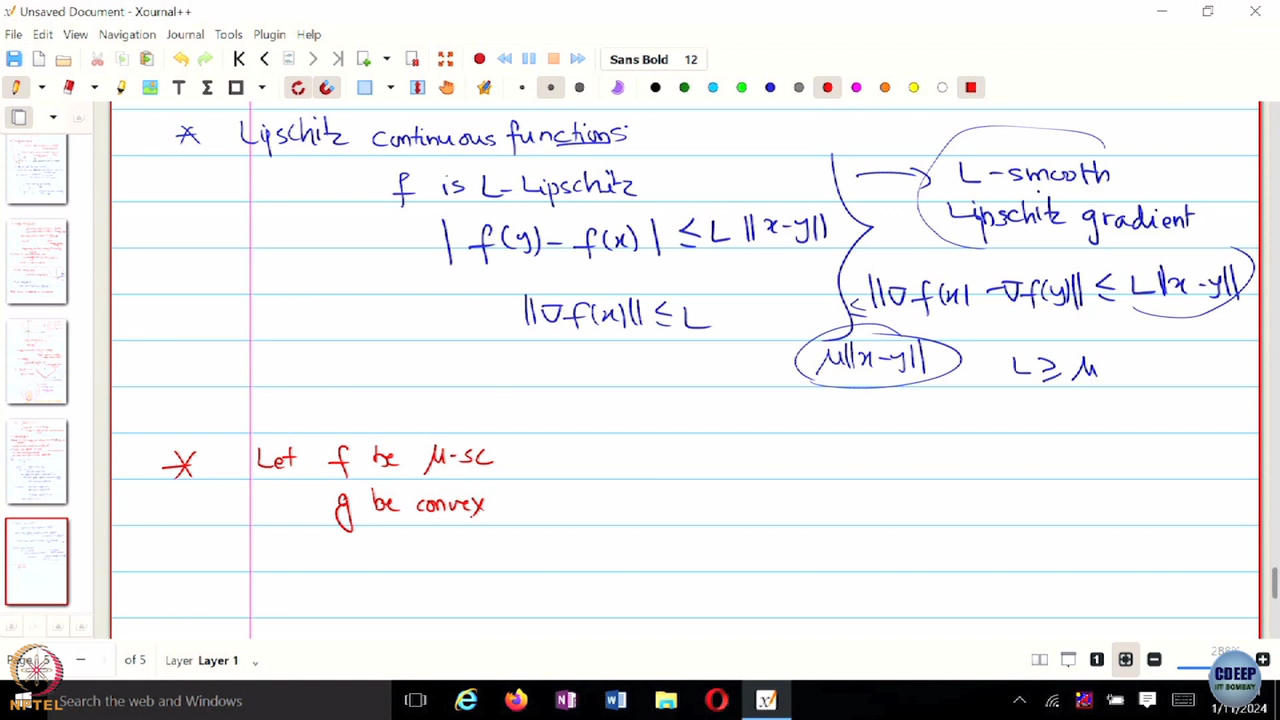 Unsaved Document - Xournal++
File Edit View Navigation Journal Tools Plugin Help
Sans Bold 12
* Lipschitz continuous functions
f is L-Lipschitz
| f(y) - f(x) | ≤ L ||x-y||
||∇f(x)|| ≤ L
L-smooth
Lipschitz gradient
≤ ||∇f(x) - ∇f(y)|| ≤ L||x-y||
μ||x-y||
L ≥ μ
* Let f be μ-sc
g be convex
Page 5 of 5 Layer Layer 1
288%
NPTEL
Search the web and Windows
CDEEP
IIT BOMBAY
1/11/2024